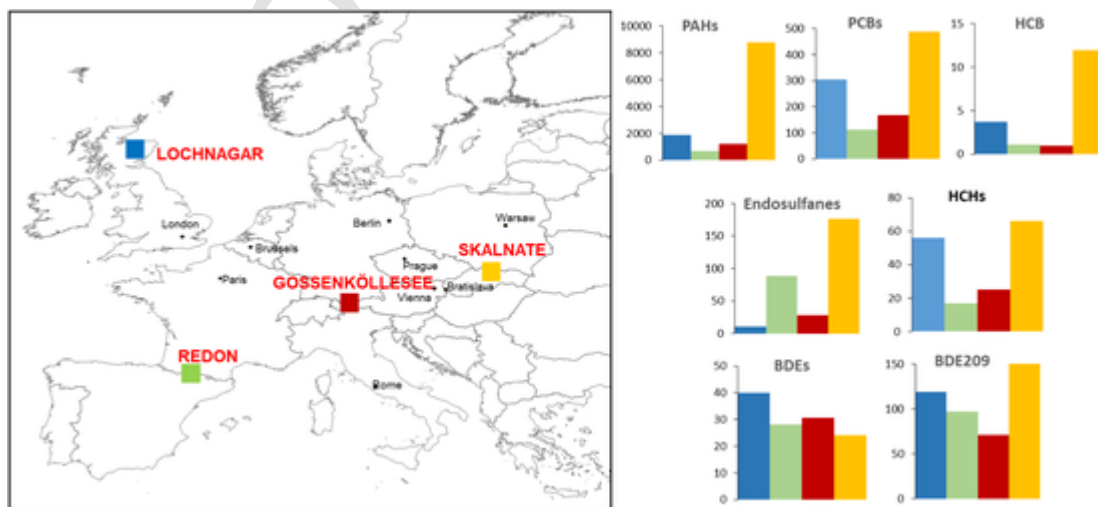 LOCHNAGAR
London
Berlin
Warsaw
Brussels
SKALNATE
Prague
Paris
GOSSENKÖLLESEE
Vienna
Bratislava
REDON
Rome
PAHs
10000
8000
6000
4000
2000
0
PCBs
500
400
300
200
100
0
HCB
15
10
5
0
Endosulfanes
200
150
100
50
0
HCHs
80
60
40
20
0
BDEs
50
40
30
20
10
0
BDE209
150
100
50
0